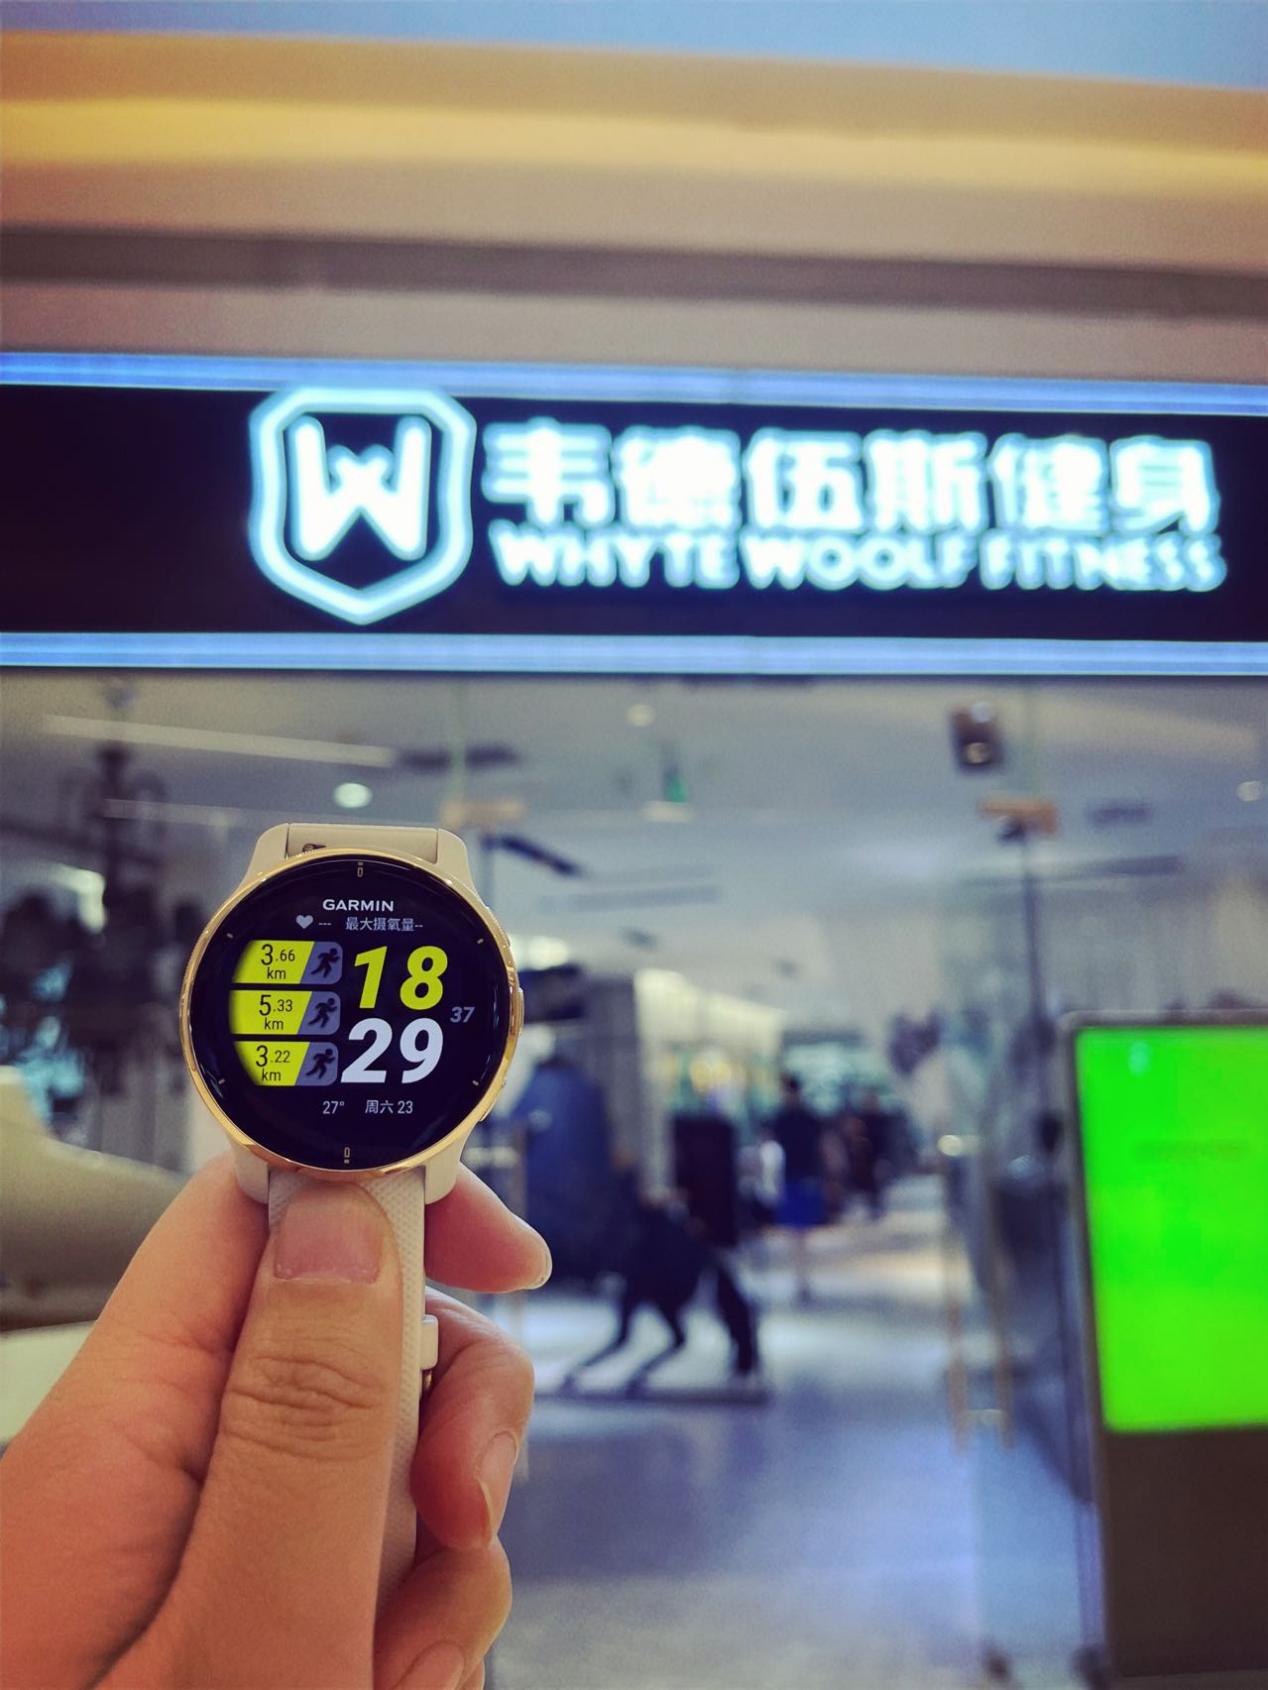 W
韦德伍斯健身
WHYTE WOOLF FITNESS
GARMIN
--- 最大摄氧量--
3.66 km
5.33 km
3.22 km
18
29
37
27° 周六 23